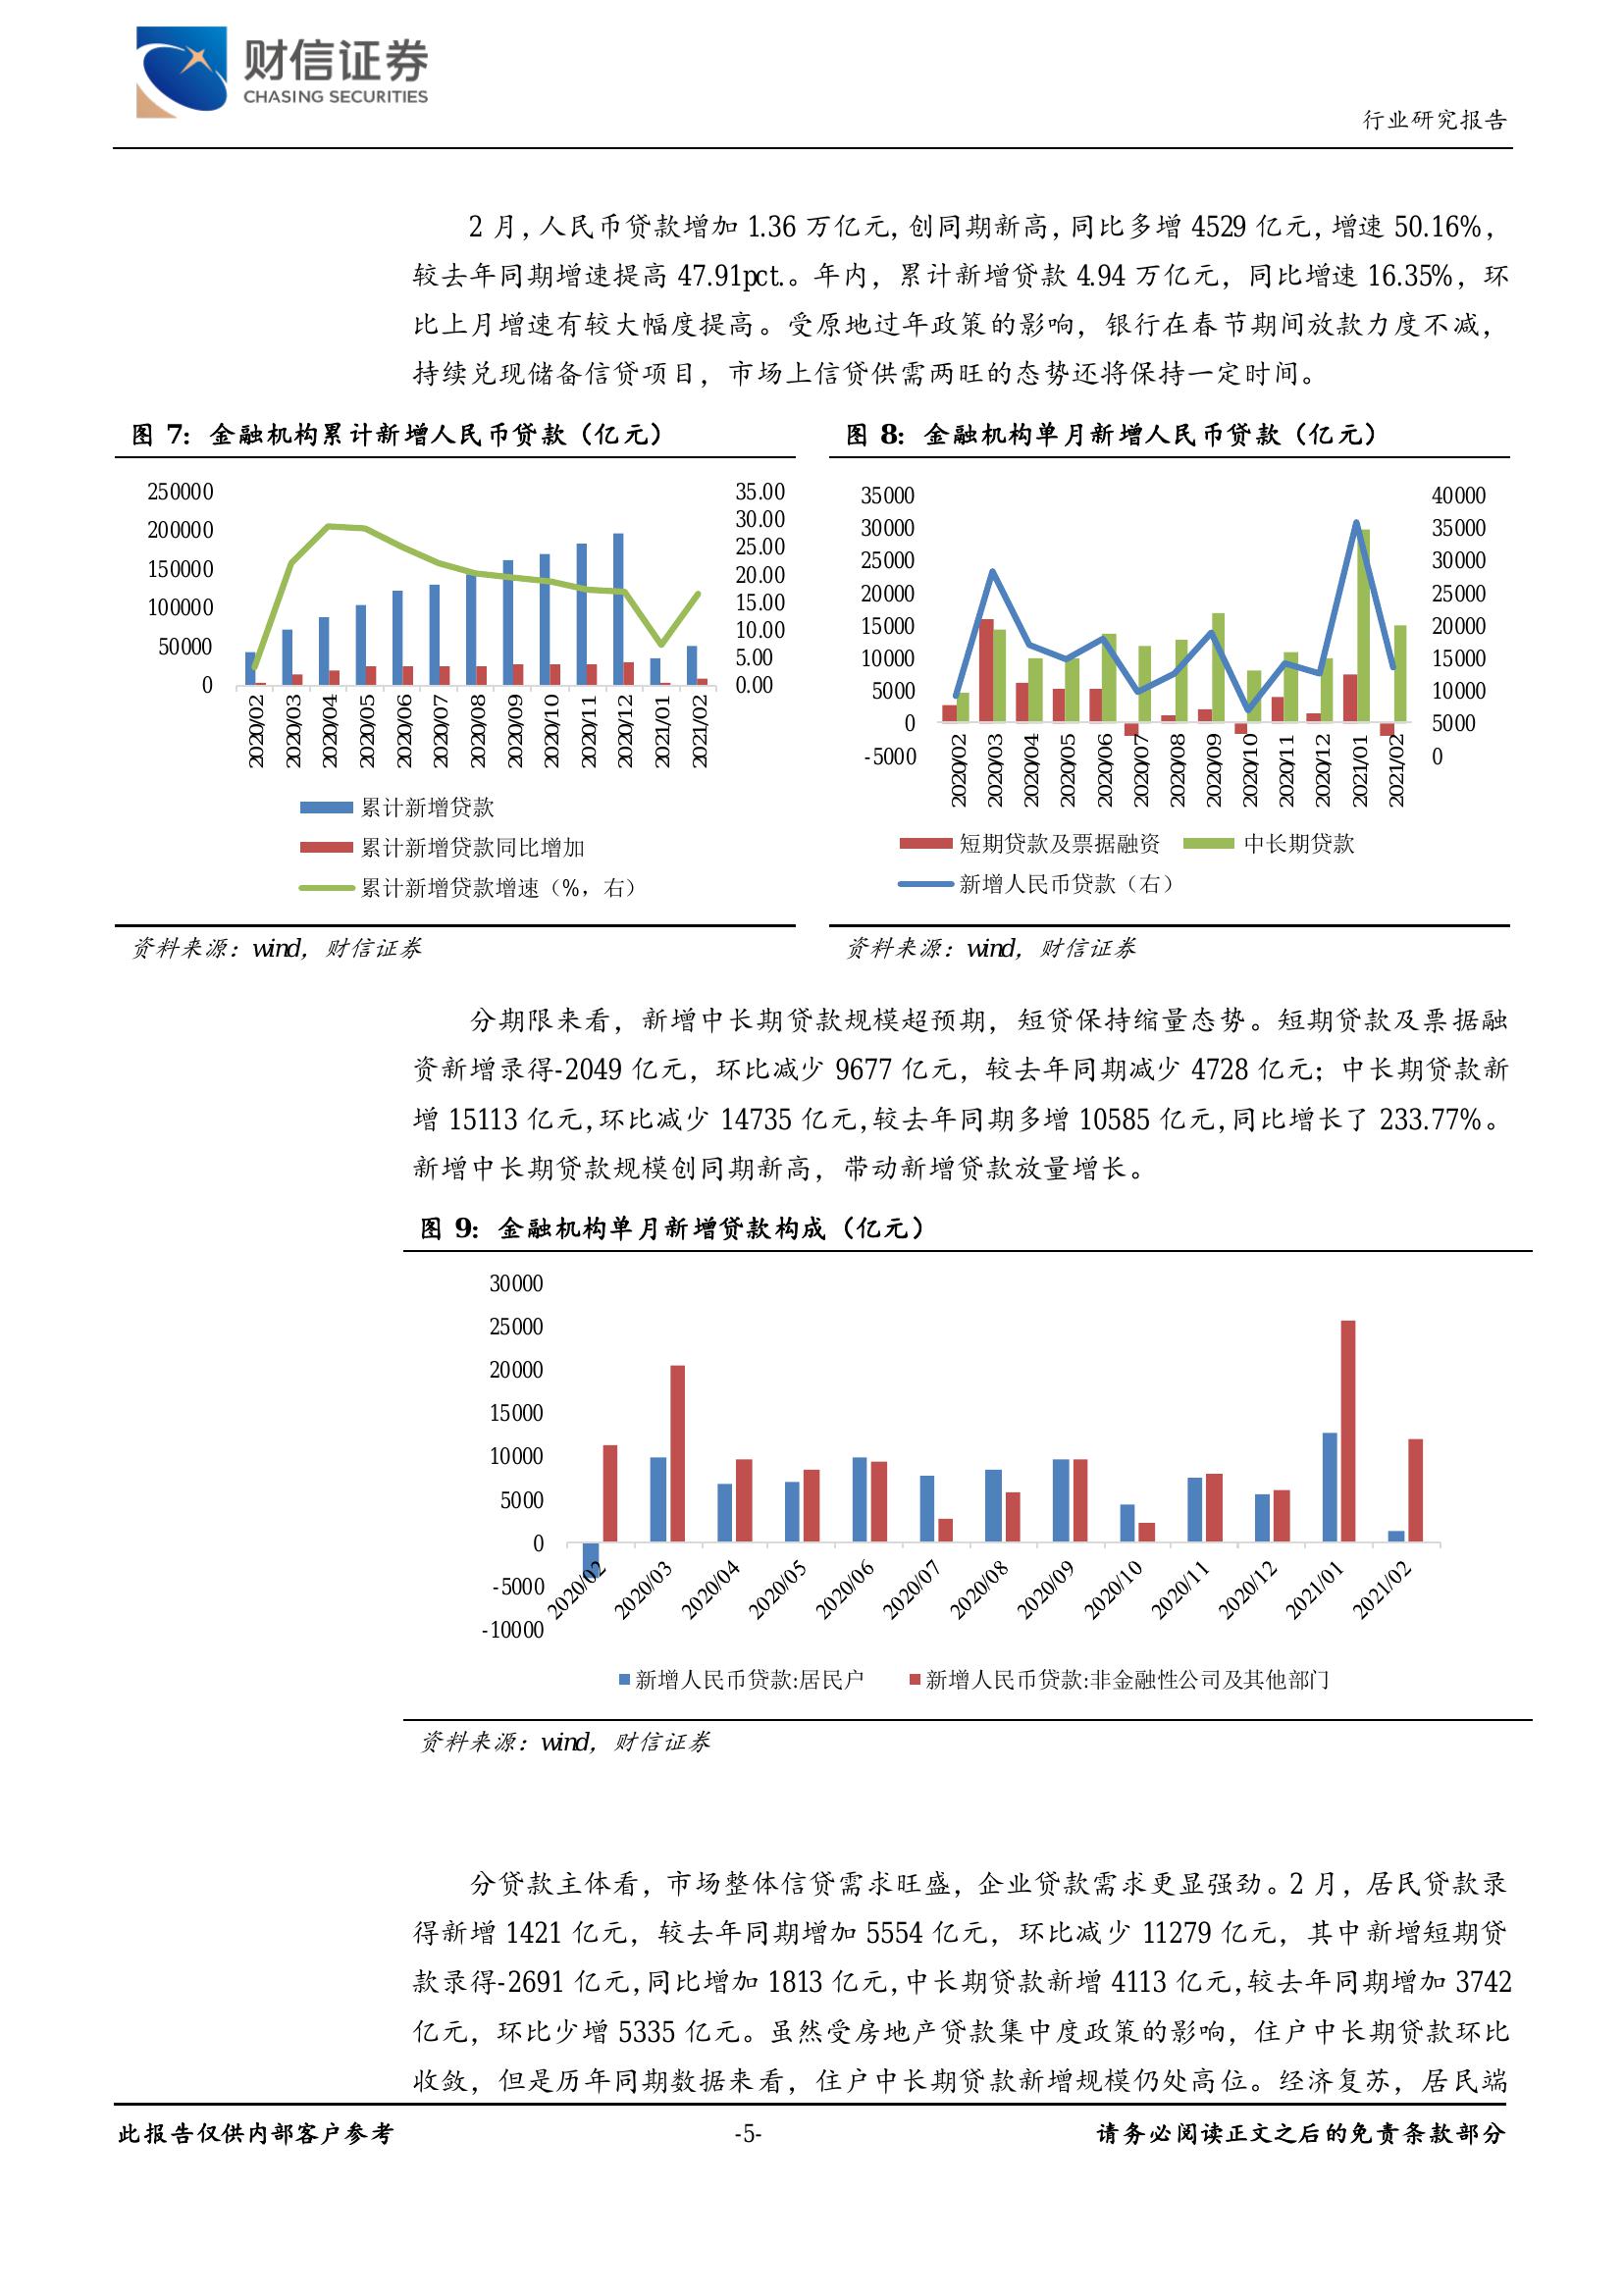 财信证券
CHASING SECURITIES
行业研究报告
2 月，人民币贷款增加 1.36 万亿元，创同期新高，同比多增 4529 亿元，增速 50.16%，
较去年同期增速提高 47.91pct.。年内，累计新增贷款 4.94 万亿元，同比增速 16.35%，环
比上月增速有较大幅度提高。受原地过年政策的影响，银行在春节期间放款力度不减，
持续兑现储备信贷项目，市场上信贷供需两旺的态势还将保持一定时间。
图 7：金融机构累计新增人民币贷款（亿元）
250000
200000
150000
100000
50000
0
35.00
30.00
25.00
20.00
15.00
10.00
5.00
0.00
2020/02
2020/03
2020/04
2020/05
2020/06
2020/07
2020/08
2020/09
2020/10
2020/11
2020/12
2021/01
2021/02
累计新增贷款
累计新增贷款同比增加
累计新增贷款增速（%，右）
资料来源：wind，财信证券
图 8：金融机构单月新增人民币贷款（亿元）
35000
30000
25000
20000
15000
10000
5000
0
-5000
40000
35000
30000
25000
20000
15000
10000
5000
0
2020/02
2020/03
2020/04
2020/05
2020/06
2020/07
2020/08
2020/09
2020/10
2020/11
2020/12
2021/01
2021/02
短期贷款及票据融资
中长期贷款
新增人民币贷款（右）
资料来源：wind，财信证券
分期限来看，新增中长期贷款规模超预期，短贷保持缩量态势。短期贷款及票据融
资新增录得-2049 亿元，环比减少 9677 亿元，较去年同期减少 4728 亿元；中长期贷款新
增 15113 亿元，环比减少 14735 亿元，较去年同期多增 10585 亿元，同比增长了 233.77%。
新增中长期贷款规模创同期新高，带动新增贷款放量增长。
图 9：金融机构单月新增贷款构成（亿元）
30000
25000
20000
15000
10000
5000
0
-5000
-10000
2020/02
2020/03
2020/04
2020/05
2020/06
2020/07
2020/08
2020/09
2020/10
2020/11
2020/12
2021/01
2021/02
新增人民币贷款:居民户
新增人民币贷款:非金融性公司及其他部门
资料来源：wind，财信证券
分贷款主体看，市场整体信贷需求旺盛，企业贷款需求更显强劲。2 月，居民贷款录
得新增 1421 亿元，较去年同期增加 5554 亿元，环比减少 11279 亿元，其中新增短期贷
款录得-2691 亿元，同比增加 1813 亿元，中长期贷款新增 4113 亿元，较去年同期增加 3742
亿元，环比少增 5335 亿元。虽然受房地产贷款集中度政策的影响，住户中长期贷款环比
收敛，但是历年同期数据来看，住户中长期贷款新增规模仍处高位。经济复苏，居民端
此报告仅供内部客户参考
-5-
请务必阅读正文之后的免责条款部分